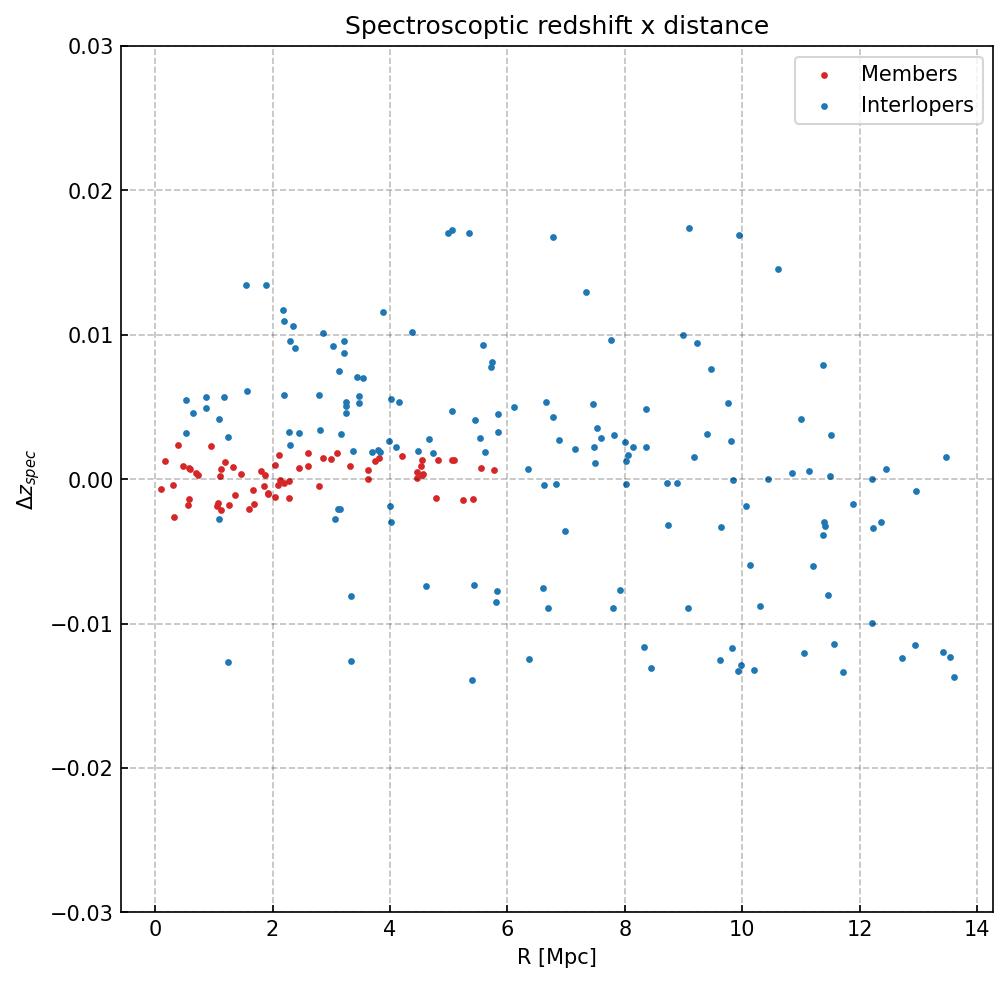 Spectroscoptic redshift x distance
Members
Interlopers
0.03
0.02
0.01
0.00
−0.01
−0.02
−0.03
Δz_spec
0 2 4 6 8 10 12 14
R [Mpc]